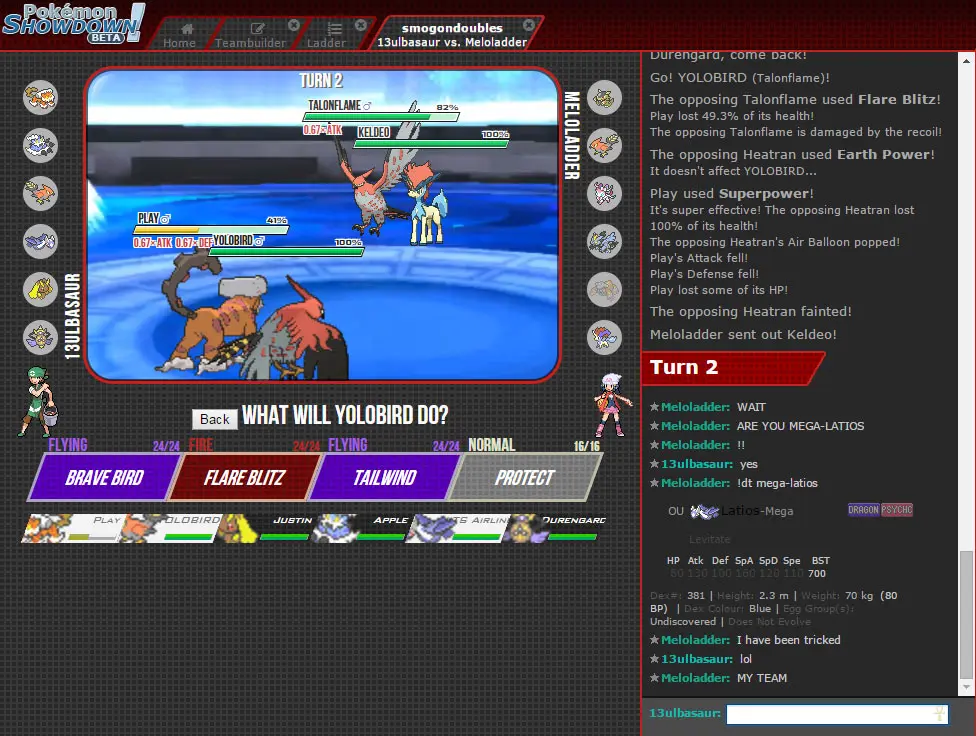 Pokémon
SHOWDOWN!
BETA
Home
Teambuilder
Ladder
smogondoubles
13ulbasaur vs. Meloladder
TURN 2
TALONFLAME♂
82%
0.67× ATK
KELDEO
100%
MELOLADDER
PLAY♂
41%
0.67× ATK 0.67× DEF
YOLOBIRD♂
100%
13ULBASAUR
Back WHAT WILL YOLOBIRD DO?
FLYING 24/24 FIRE 24/24 FLYING 24/24 NORMAL 16/16
BRAVE BIRD FLARE BLITZ TAILWIND PROTECT
PLAY YOLOBIRD JUSTIN APPLE TS AIRLIN DURENGARD
Durengard, come back!
Go! YOLOBIRD (Talonflame)!
The opposing Talonflame used Flare Blitz!
Play lost 49.3% of its health!
The opposing Talonflame is damaged by the recoil!
The opposing Heatran used Earth Power!
It doesn't affect YOLOBIRD...
Play used Superpower!
It's super effective! The opposing Heatran lost
100% of its health!
The opposing Heatran's Air Balloon popped!
Play's Attack fell!
Play's Defense fell!
Play lost some of its HP!
The opposing Heatran fainted!
Meloladder sent out Keldeo!
Turn 2
★Meloladder: WAIT
★Meloladder: ARE YOU MEGA-LATIOS
★Meloladder: !!
★13ulbasaur: yes
★Meloladder: !dt mega-latios
OU Latios-Mega DRAGON PSYCHC
Levitate
HP Atk Def SpA SpD Spe BST
80 130 100 160 120 110 700
Dex#: 381 | Height: 2.3 m | Weight: 70 kg (80
BP) | Dex Colour: Blue | Egg Group(s):
Undiscovered | Does Not Evolve
★Meloladder: I have been tricked
★13ulbasaur: lol
★Meloladder: MY TEAM
13ulbasaur: